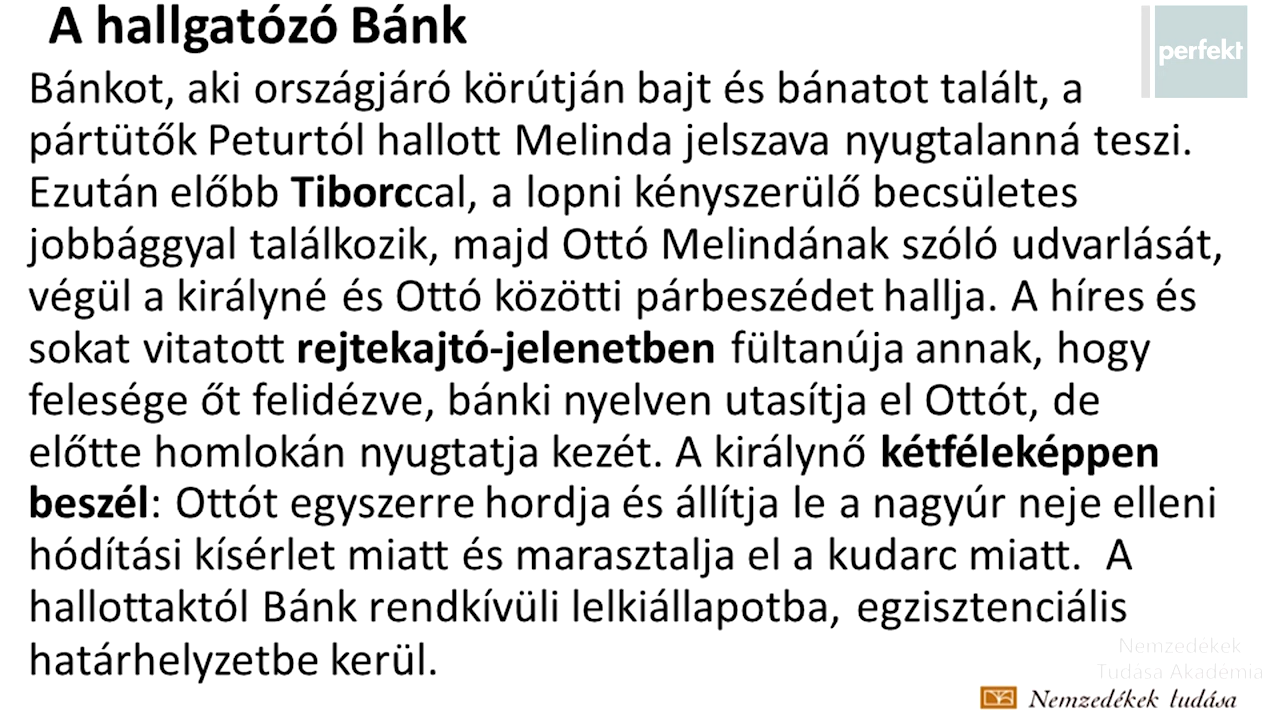 A hallgatózó Bánk
perfekt
Bánkot, aki országjáró körútján bajt és bánatot talált, a
pártütők Peturtól hallott Melinda jelszava nyugtalanná teszi.
Ezután előbb Tiborccal, a lopni kényszerülő becsületes
jobbággyal találkozik, majd Ottó Melindának szóló udvarlását,
végül a királyné és Ottó közötti párbeszédet hallja. A híres és
sokat vitatott rejtekajtó-jelenetben fültanúja annak, hogy
felesége őt felidézve, bánki nyelven utasítja el Ottót, de
előtte homlokán nyugtatja kezét. A királynő kétféleképpen
beszél: Ottót egyszerre hordja és állítja le a nagyúr neje elleni
hódítási kísérlet miatt és marasztalja el a kudarc miatt. A
hallottaktól Bánk rendkívüli lelkiállapotba, egzisztenciális
határhelyzetbe kerül.
Nemzedékek
Tudása Akadémia
Nemzedékek tudása